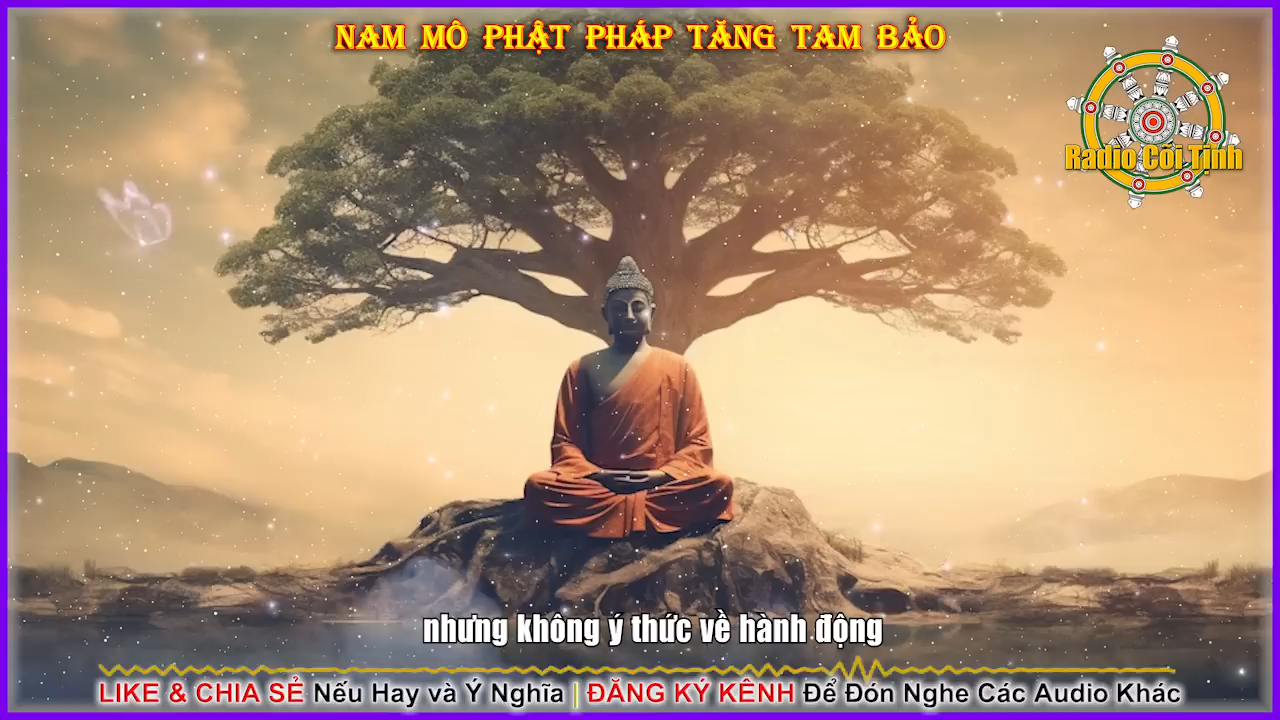 NAM MÔ PHẬT PHÁP TĂNG TAM BẢO
Radio Cõi Tịnh
nhưng không ý thức về hành động
LIKE & CHIA SẺ Nếu Hay và Ý Nghĩa | ĐĂNG KÝ KÊNH Để Đón Nghe Các Audio Khác